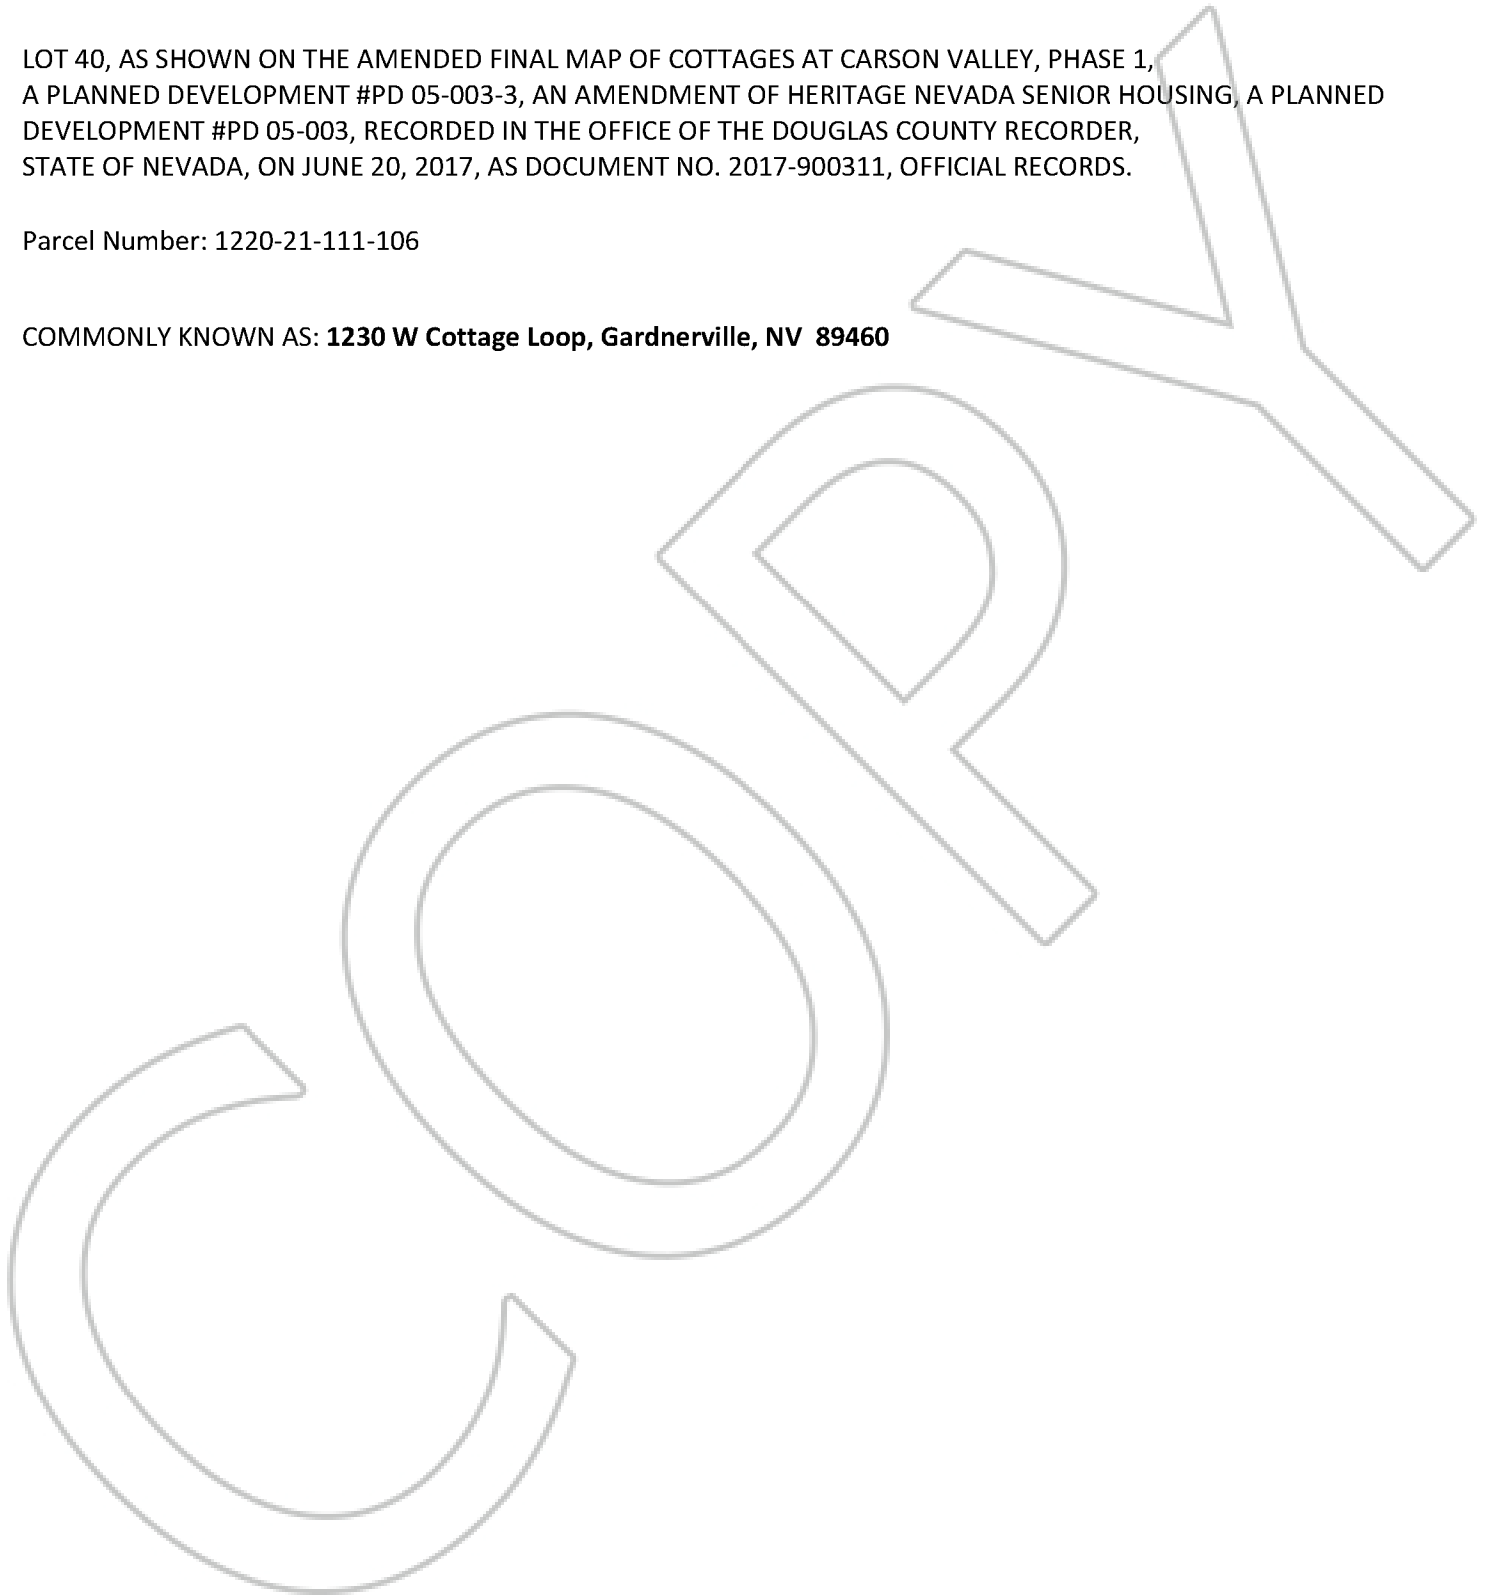 LOT 40, AS SHOWN ON THE AMENDED FINAL MAP OF COTTAGES AT CARSON VALLEY, PHASE 1,
A PLANNED DEVELOPMENT #PD 05-003-3, AN AMENDMENT OF HERITAGE NEVADA SENIOR HOUSING, A PLANNED
DEVELOPMENT #PD 05-003, RECORDED IN THE OFFICE OF THE DOUGLAS COUNTY RECORDER,
STATE OF NEVADA, ON JUNE 20, 2017, AS DOCUMENT NO. 2017-900311, OFFICIAL RECORDS.
Parcel Number: 1220-21-111-106
COMMONLY KNOWN AS: 1230 W Cottage Loop, Gardnerville, NV  89460
COPY